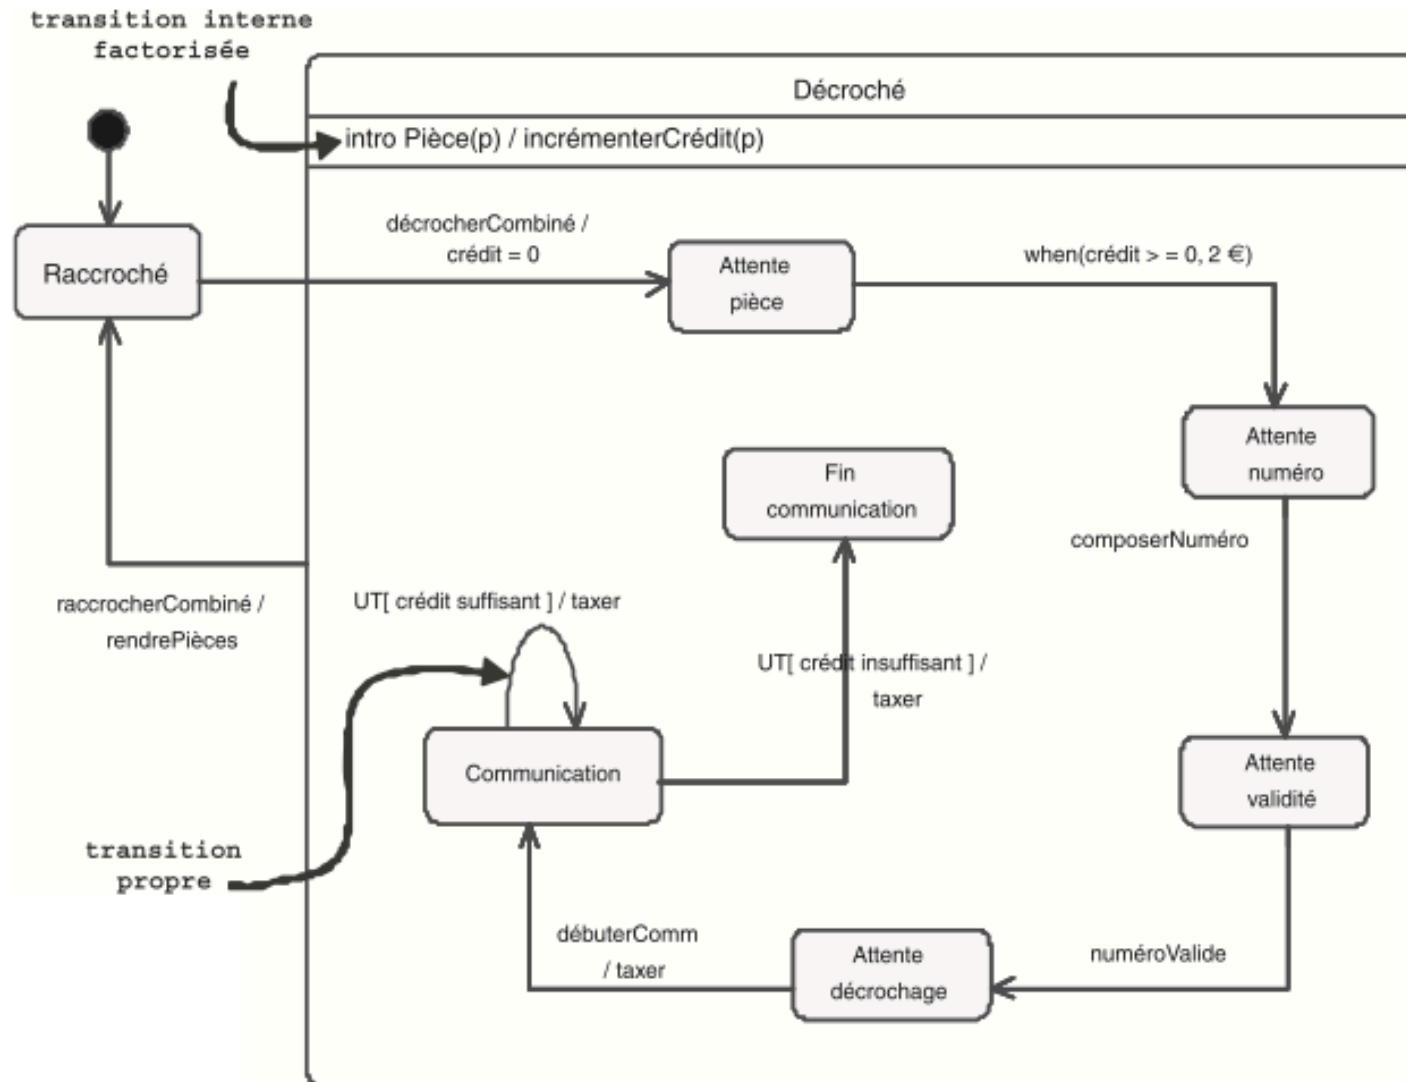 transition interne
factorisée
Décroché
intro Pièce(p) / incrémenterCrédit(p)
décrocherCombiné /
crédit = 0
Attente
pièce
when(crédit > = 0, 2 €)
Raccroché
Attente
numéro
Fin
communication
composerNuméro
raccrocherCombiné /
rendrePièces
UT[ crédit suffisant ] / taxer
UT[ crédit insuffisant ] /
taxer
Communication
Attente
validité
transition
propre
débuterComm
/ taxer
Attente
décrochage
numéroValide